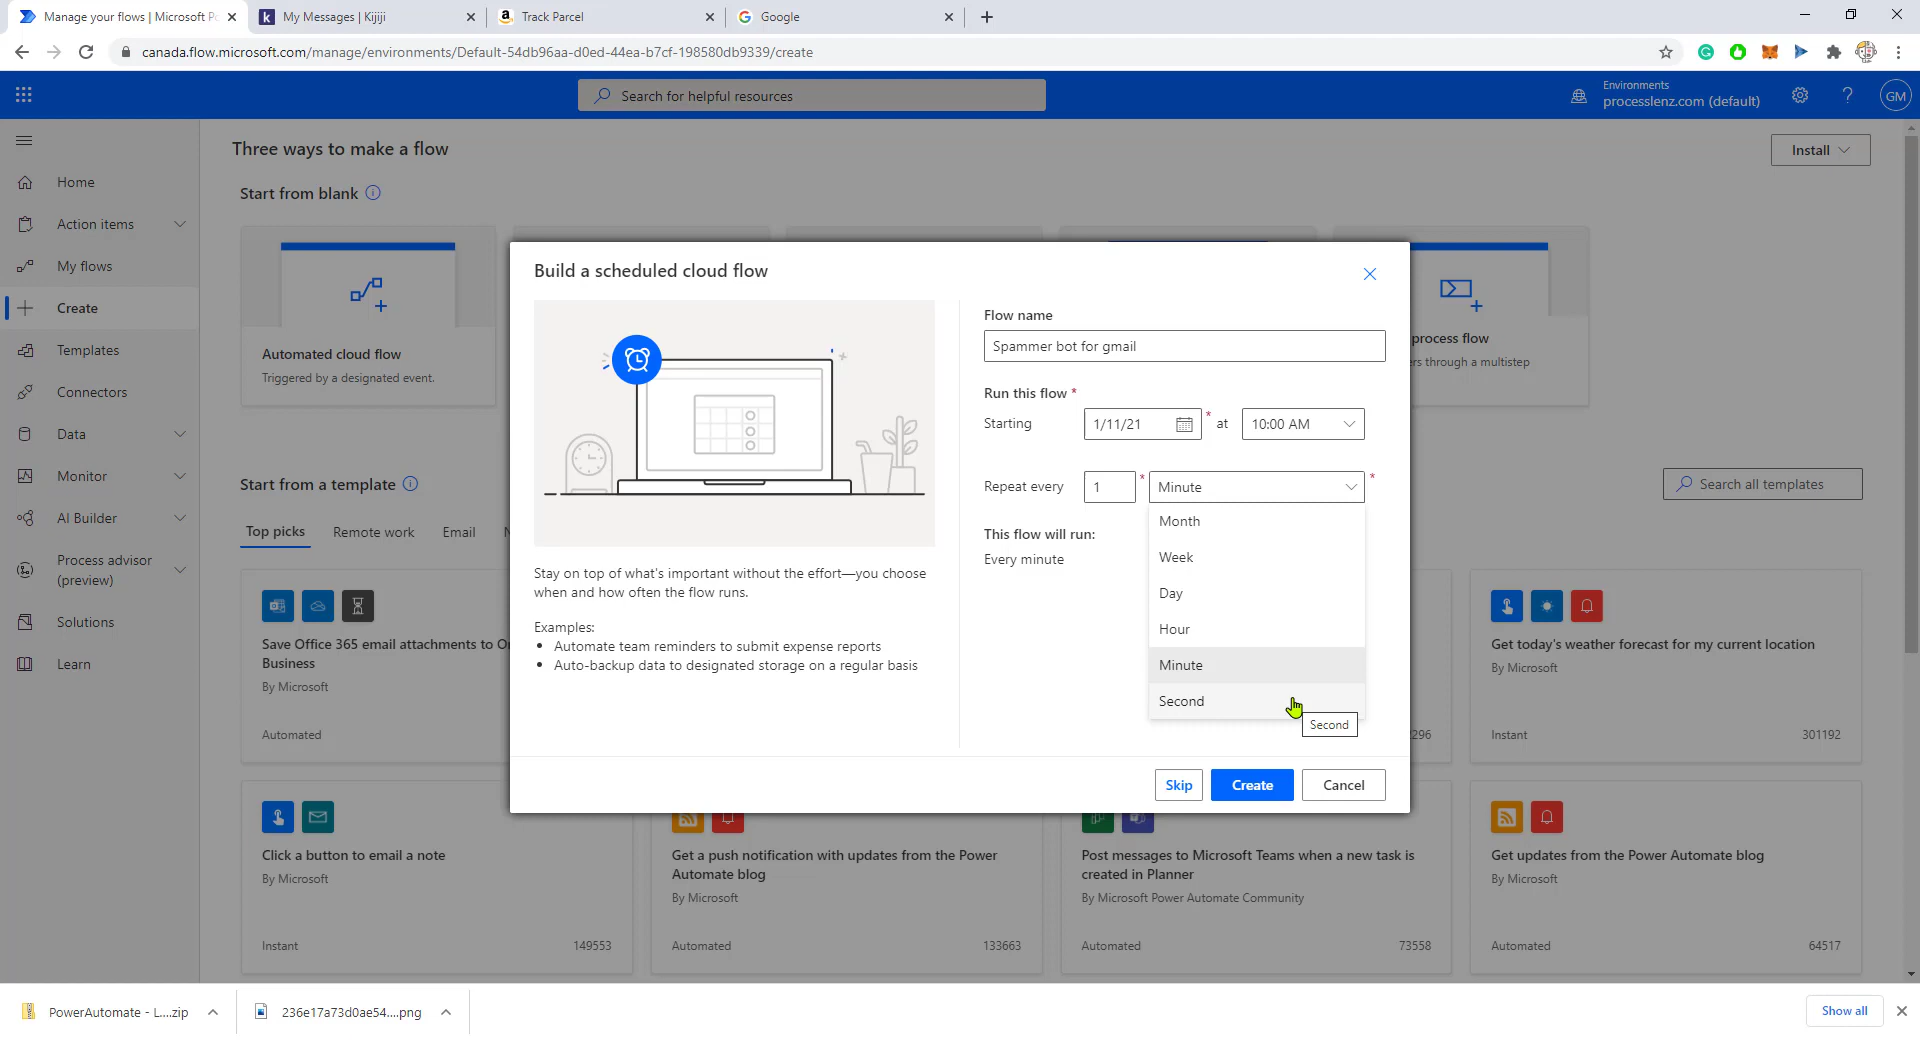 Manage your flows | Microsoft Po
My Messages | Kijiji
Track Parcel
Google
canada.flow.microsoft.com/manage/environments/Default-54db96aa-d0ed-44ea-b7cf-198580db9339/create
Search for helpful resources
Environments
processlenz.com (default)
GM
Three ways to make a flow
Install
Start from blank
Home
Action items
My flows
Create
Templates
Connectors
Data
Monitor
AI Builder
Process advisor
(preview)
Solutions
Learn
Automated cloud flow
Triggered by a designated event.
process flow
rs through a multistep
Build a scheduled cloud flow
Stay on top of what's important without the effort—you choose
when and how often the flow runs.
Examples:
• Automate team reminders to submit expense reports
• Auto-backup data to designated storage on a regular basis
Flow name
Spammer bot for gmail
Run this flow *
Starting
1/11/21
* at
10:00 AM
Repeat every
1
*
Minute
*
This flow will run:
Every minute
Month
Week
Day
Hour
Minute
Second
Second
Skip
Create
Cancel
Start from a template
Search all templates
Top picks
Remote work
Email
N
Save Office 365 email attachments to On
Business
By Microsoft
Automated
296
Get today's weather forecast for my current location
By Microsoft
Instant
301192
Click a button to email a note
By Microsoft
Instant
149553
Get a push notification with updates from the Power
Automate blog
By Microsoft
Automated
133663
Post messages to Microsoft Teams when a new task is
created in Planner
By Microsoft Power Automate Community
Automated
73558
Get updates from the Power Automate blog
By Microsoft
Automated
64517
PowerAutomate - L....zip
236e17a73d0ae54....png
Show all